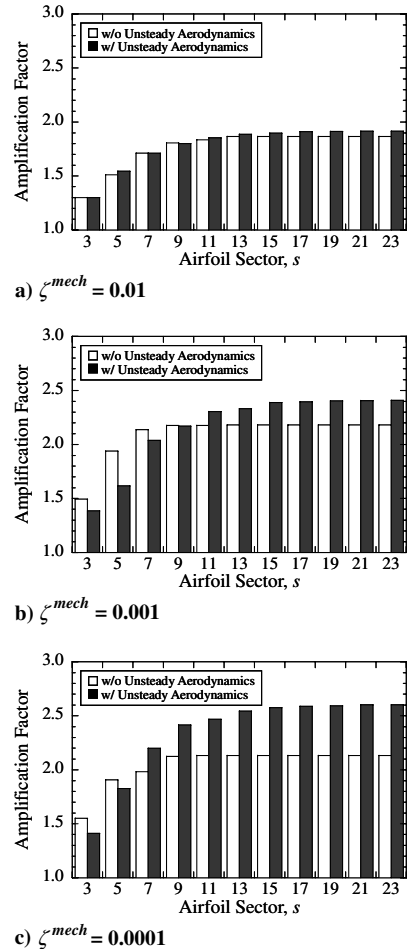 3.0
w/o Unsteady Aerodynamics
w/ Unsteady Aerodynamics
2.5
2.0
1.5
1.0
Amplification Factor
3 5 7 9 11 13 15 17 19 21 23
Airfoil Sector, s
a) ζ^mech = 0.01
3.0
w/o Unsteady Aerodynamics
w/ Unsteady Aerodynamics
2.5
2.0
1.5
1.0
Amplification Factor
3 5 7 9 11 13 15 17 19 21 23
Airfoil Sector, s
b) ζ^mech = 0.001
3.0
w/o Unsteady Aerodynamics
w/ Unsteady Aerodynamics
2.5
2.0
1.5
1.0
Amplification Factor
3 5 7 9 11 13 15 17 19 21 23
Airfoil Sector, s
c) ζ^mech = 0.0001